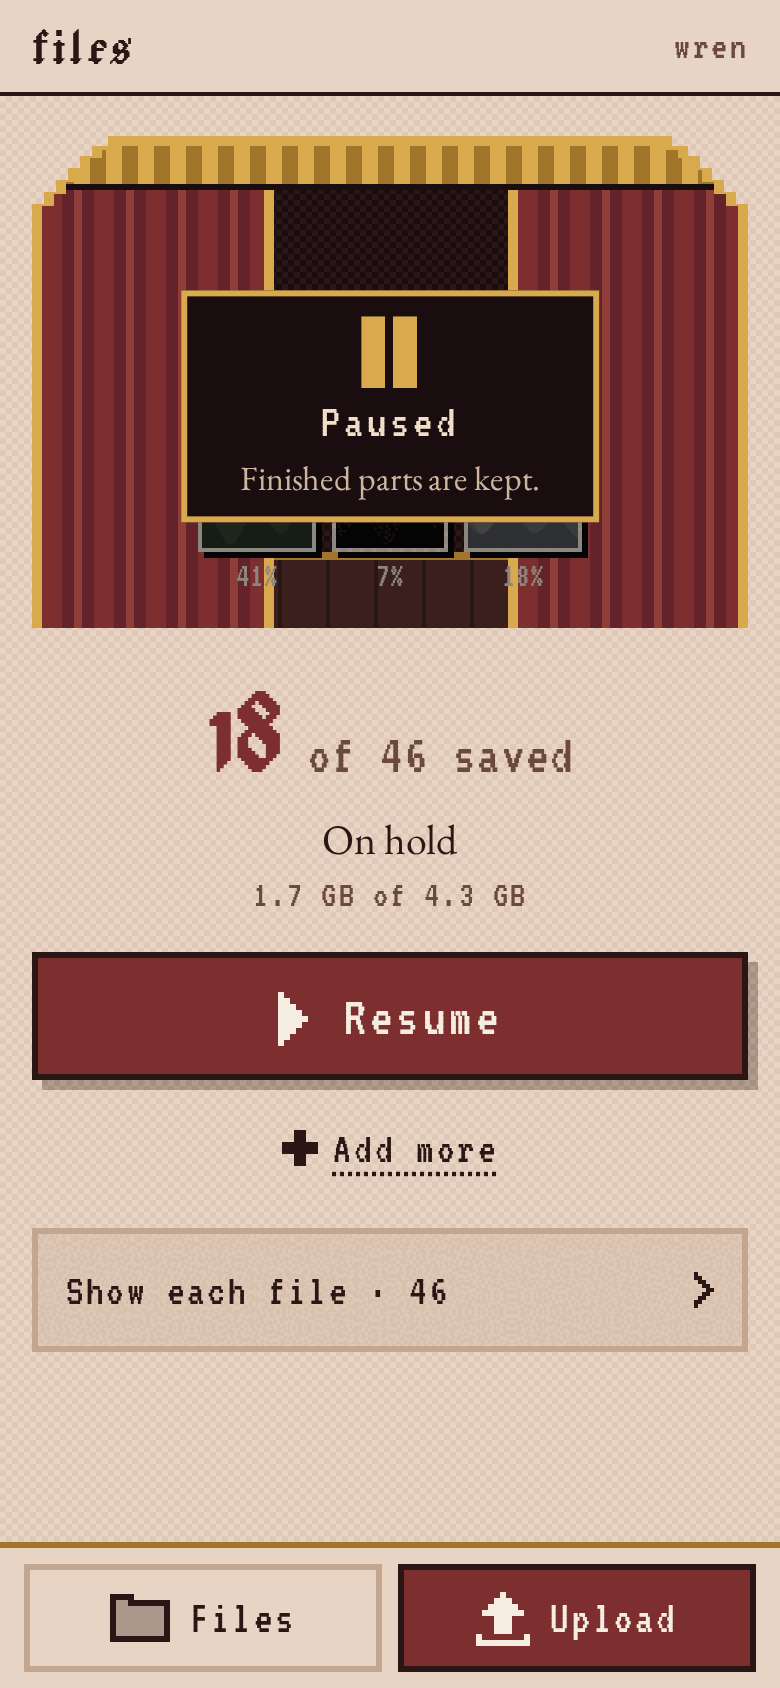 files
wren
Paused
Finished parts are kept.
41%
7%
18%
18 of 46 saved
On hold
1.7 GB of 4.3 GB
Resume
Add more
Show each file · 46
Files
Upload